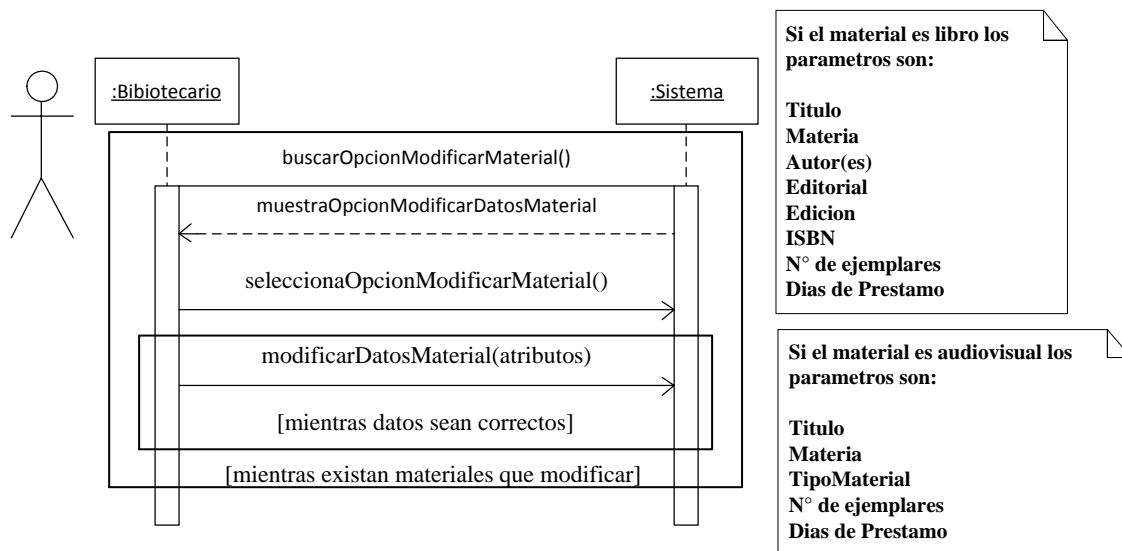 :Bibiotecario
:Sistema
buscarOpcionModificarMaterial()
muestraOpcionModificarDatosMaterial
seleccionaOpcionModificarMaterial()
modificarDatosMaterial(atributos)
[mientras datos sean correctos]
[mientras existan materiales que modificar]
Si el material es libro los
parametros son:
Titulo
Materia
Autor(es)
Editorial
Edicion
ISBN
N° de ejemplares
Dias de Prestamo
Si el material es audiovisual los
parametros son:
Titulo
Materia
TipoMaterial
N° de ejemplares
Dias de Prestamo